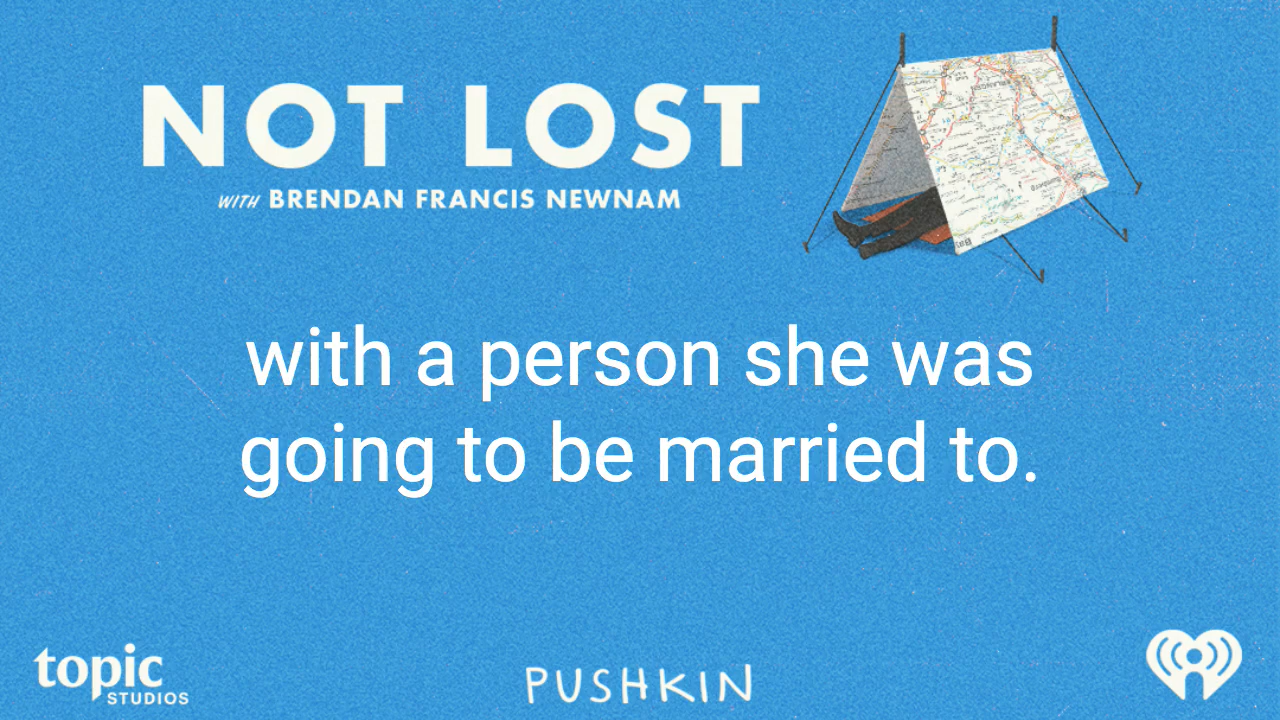 NOT LOST
WITH BRENDAN FRANCIS NEWNAM
with a person she was
going to be married to.
topic
STUDIOS
PUSHKIN